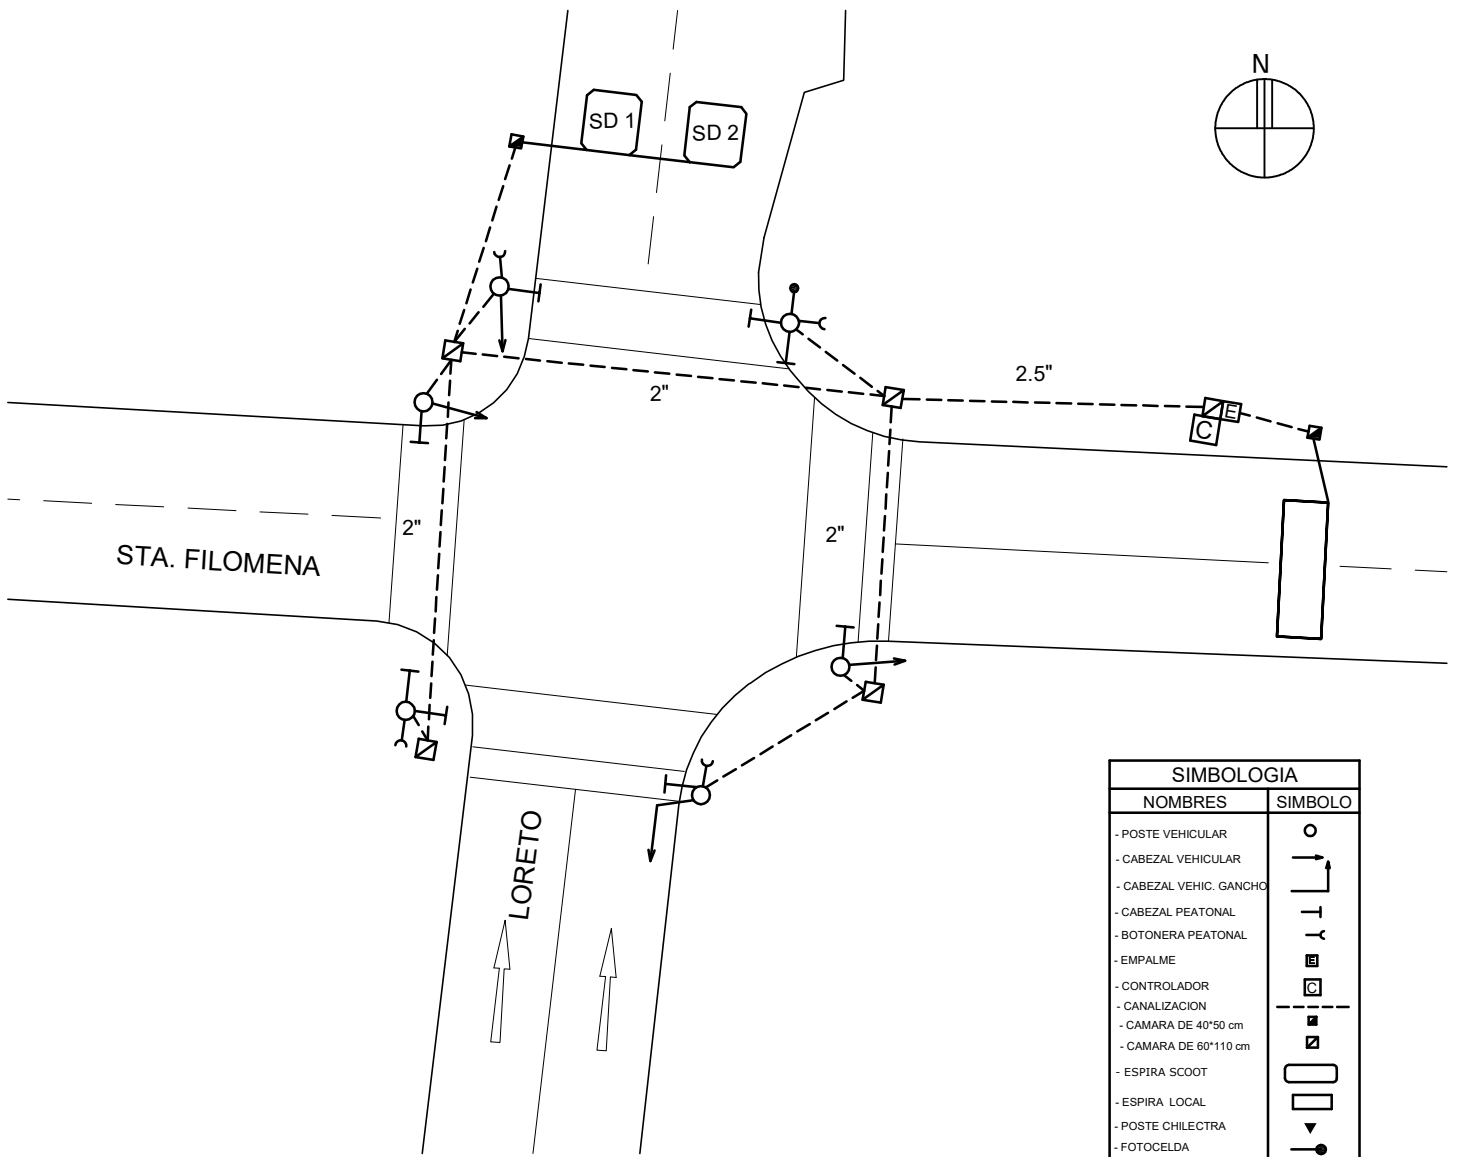 N
SD 1
SD 2
2.5"
2"
E
C
2"
2"
STA. FILOMENA
LORETO
SIMBOLOGIA
NOMBRES SIMBOLO
- POSTE VEHICULAR
- CABEZAL VEHICULAR
- CABEZAL VEHIC. GANCHO
- CABEZAL PEATONAL
- BOTONERA PEATONAL
- EMPALME E
- CONTROLADOR C
- CANALIZACION
- CAMARA DE 40*50 cm
- CAMARA DE 60*110 cm
- ESPIRA SCOOT
- ESPIRA LOCAL
- POSTE CHILECTRA
- FOTOCELDA